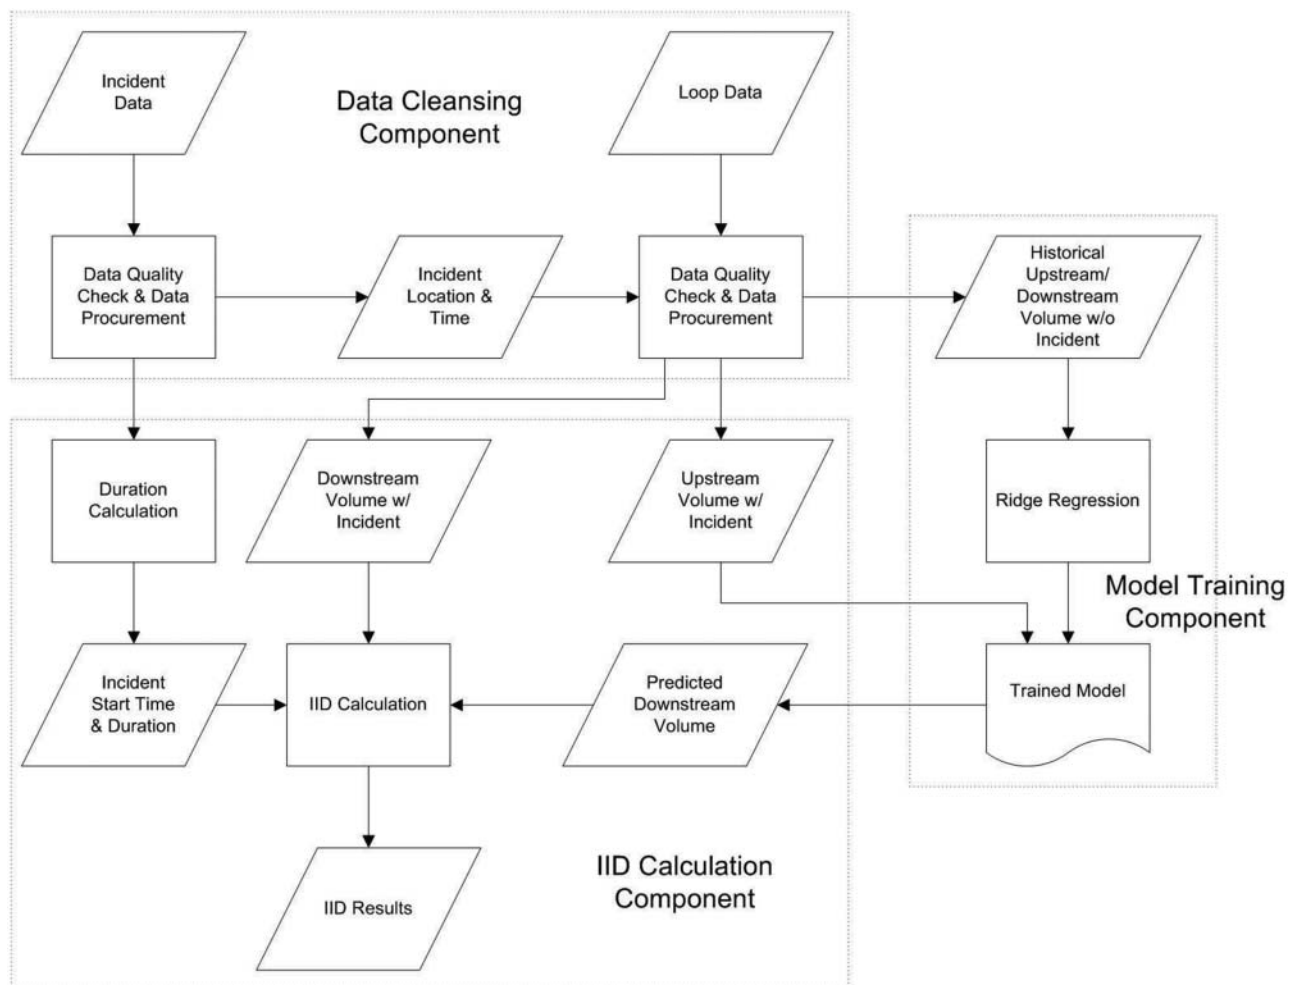 Incident
Data
Data Cleansing
Component
Loop Data
Data Quality
Check & Data
Procurement
Incident
Location &
Time
Data Quality
Check & Data
Procurement
Historical
Upstream/
Downstream
Volume w/o
Incident
Duration
Calculation
Downstream
Volume w/
Incident
Upstream
Volume w/
Incident
Ridge Regression
Model Training
Component
Incident
Start Time
& Duration
IID Calculation
Predicted
Downstream
Volume
Trained Model
IID Results
IID Calculation
Component